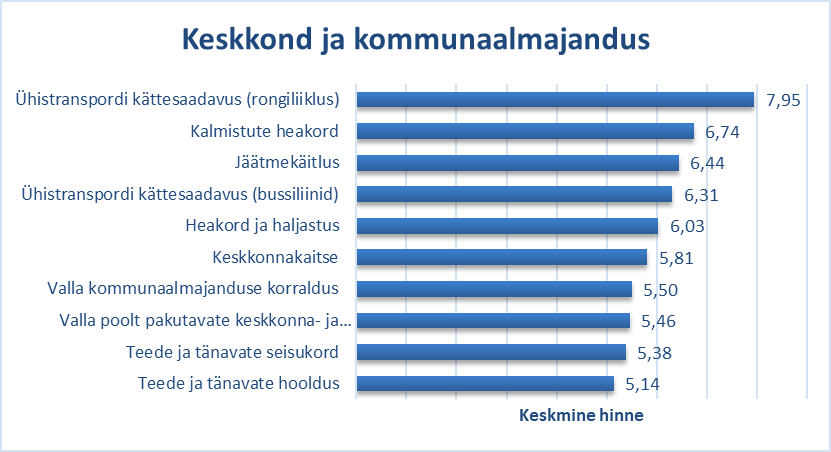 Keskkond ja kommunaalmajandus
Ühistranspordi kättesaadavus (rongiliiklus) 7,95
Kalmistute heakord 6,74
Jäätmekäitlus 6,44
Ühistranspordi kättesaadavus (bussiliinid) 6,31
Heakord ja haljastus 6,03
Keskkonnakaitse 5,81
Valla kommunaalmajanduse korraldus 5,50
Valla poolt pakutavate keskkonna- ja… 5,46
Teede ja tänavate seisukord 5,38
Teede ja tänavate hooldus 5,14
Keskmine hinne